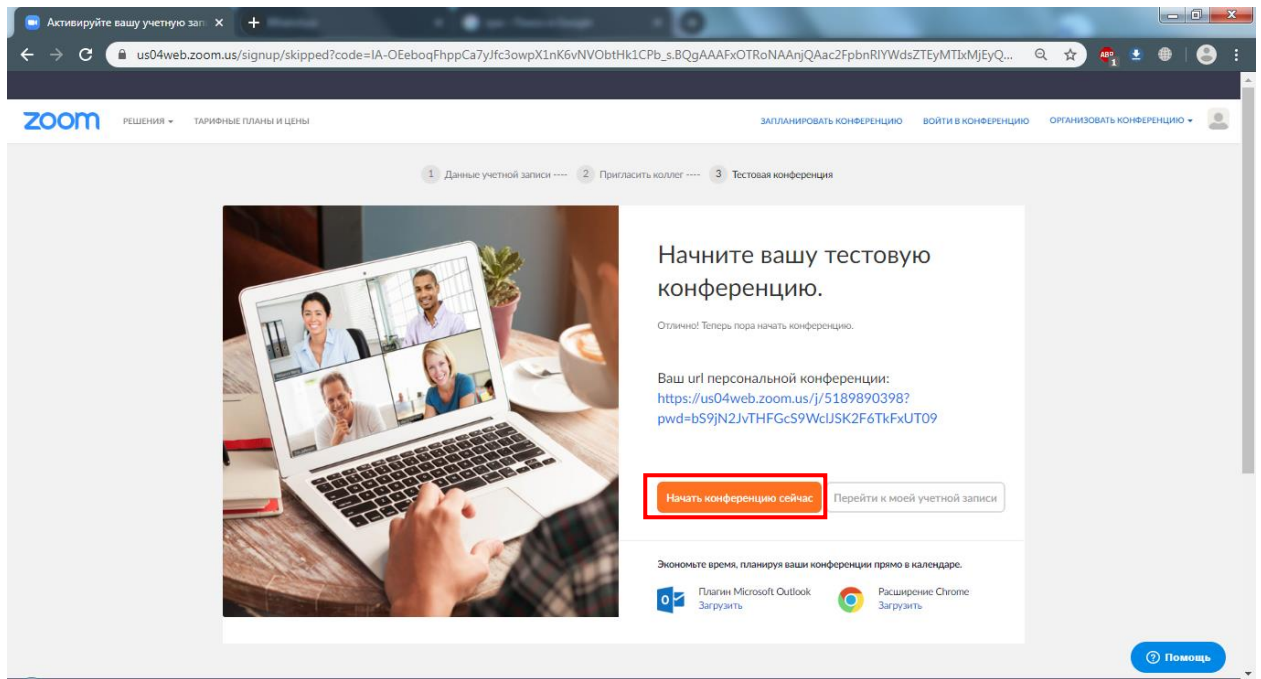 Активируйте вашу учетную зап
us04web.zoom.us/signup/skipped?code=IA-OEeboqFhppCa7yJfc3owpX1nK6vNVObtHk1CPb_s.BQgAAAFxOTRoNAAnjQAac2FpbnRlYWdsZTEyMTIxMjEyQ...
ABP
1
zoom РЕШЕНИЯ ТАРИФНЫЕ ПЛАНЫ И ЦЕНЫ ЗАПЛАНИРОВАТЬ КОНФЕРЕНЦИЮ ВОЙТИ В КОНФЕРЕНЦИЮ ОРГАНИЗОВАТЬ КОНФЕРЕНЦИЮ
1 Данные учетной записи ---- 2 Пригласить коллег ---- 3 Тестовая конференция
Начните вашу тестовую
конференцию.
Отлично! Теперь пора начать конференцию.
Ваш url персональной конференции:
https://us04web.zoom.us/j/5189890398?
pwd=bS9jN2JvTHFGcS9WclJSK2F6TkFxUT09
Начать конференцию сейчас Перейти к моей учетной записи
Экономьте время, планируя ваши конференции прямо в календаре.
Плагин Microsoft Outlook Расширение Chrome
Загрузить Загрузить
Помощь